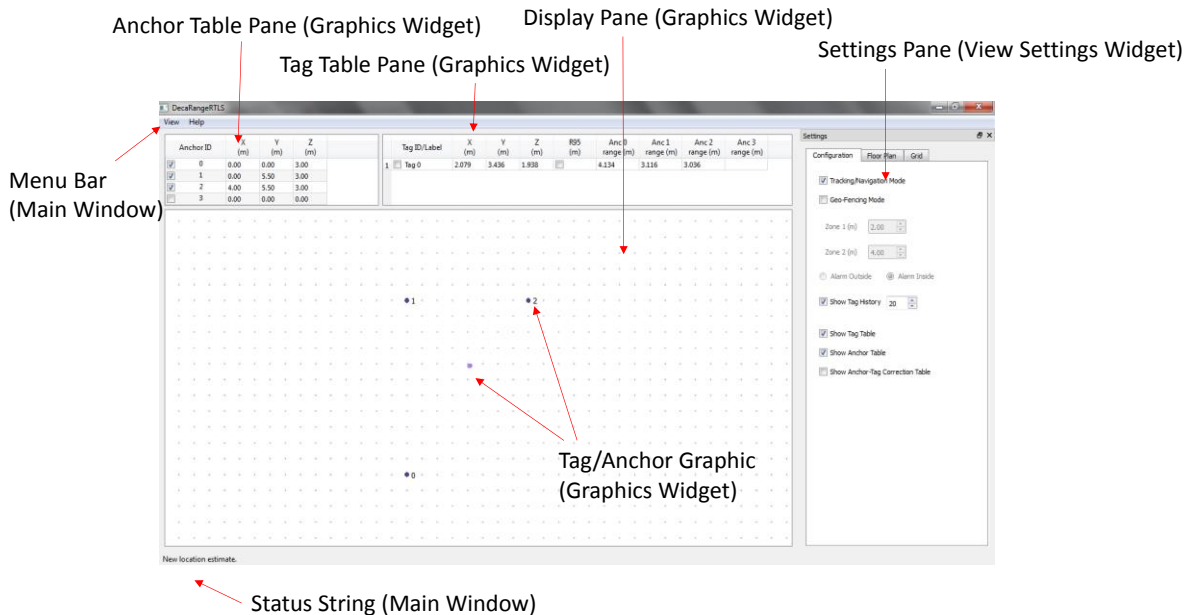 Anchor Table Pane (Graphics Widget)
Display Pane (Graphics Widget)
Tag Table Pane (Graphics Widget)
Settings Pane (View Settings Widget)
DecaRangeRTLS
View Help
Anchor ID X (m) Y (m) Z (m)
0 0.00 0.00 3.00
1 0.00 5.50 3.00
2 4.00 5.50 3.00
3 0.00 0.00 0.00
Tag ID/Label X (m) Y (m) Z (m) R95 (m) Anc 0 range (m) Anc 1 range (m) Anc 2 range (m) Anc 3 range (m)
1 Tag 0 2.079 3.436 1.938 4.134 3.116 3.036
Settings
Configuration Floor Plan Grid
Tracking/Navigation Mode
Geo-Fencing Mode
Zone 1 (m) 2.00
Zone 2 (m) 4.00
Alarm Outside Alarm Inside
Show Tag History 20
Show Tag Table
Show Anchor Table
Show Anchor-Tag Correction Table
Menu Bar
(Main Window)
1
2
0
Tag/Anchor Graphic
(Graphics Widget)
New location estimate.
Status String (Main Window)